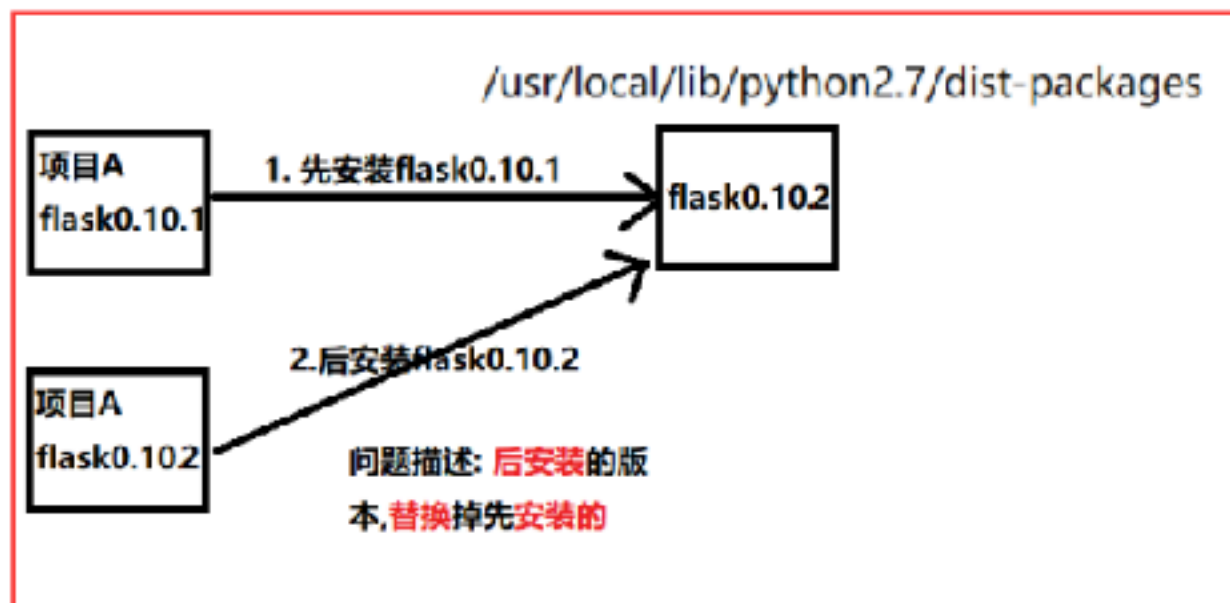 /usr/local/lib/python2.7/dist-packages
项目A
flask0.10.1
1. 先安装flask0.10.1
flask0.10.2
2.后安装flask0.10.2
项目A
flask0.10.2
问题描述: 后安装的版
本,替换掉先安装的